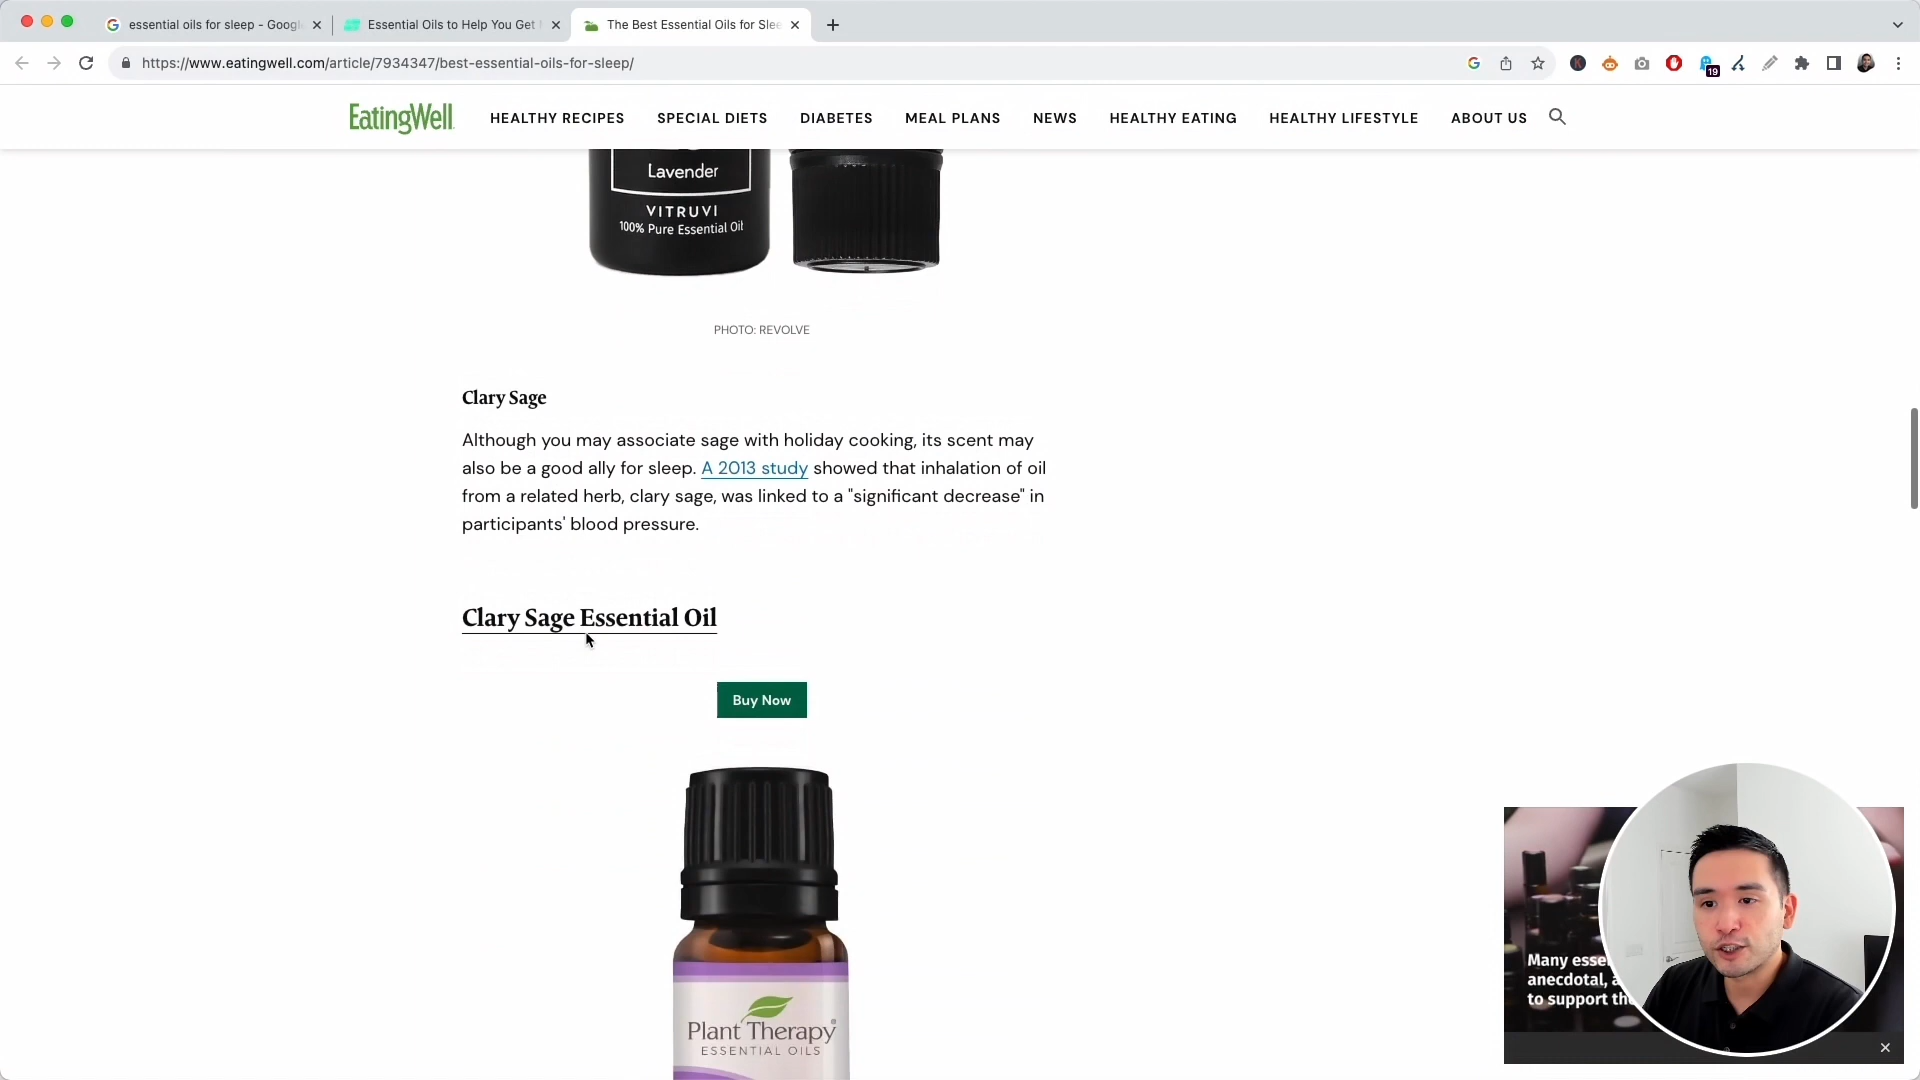 essential oils for sleep - Googl
Essential Oils to Help You Get
The Best Essential Oils for Slee
https://www.eatingwell.com/article/7934347/best-essential-oils-for-sleep/
19
EatingWell
HEALTHY RECIPES
SPECIAL DIETS
DIABETES
MEAL PLANS
NEWS
HEALTHY EATING
HEALTHY LIFESTYLE
ABOUT US
Lavender
VITRUVI
100% Pure Essential Oil
PHOTO: REVOLVE
Clary Sage
Although you may associate sage with holiday cooking, its scent may
also be a good ally for sleep. A 2013 study showed that inhalation of oil
from a related herb, clary sage, was linked to a "significant decrease" in
participants' blood pressure.
Clary Sage Essential Oil
Buy Now
Plant Therapy®
ESSENTIAL OILS
Many esse
anecdotal, a
to support the